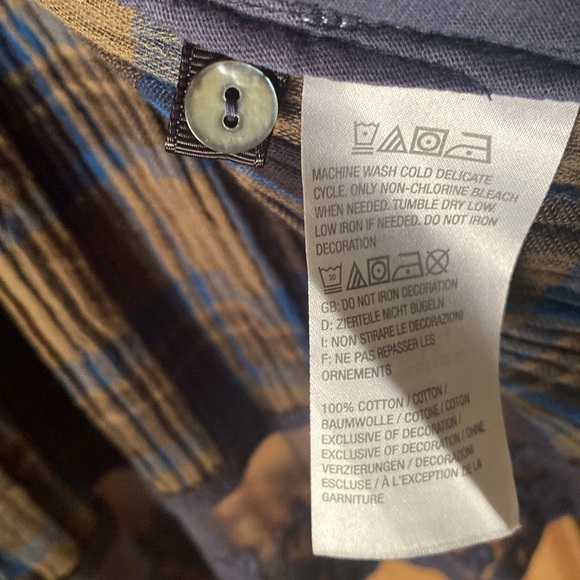 MACHINE WASH COLD DELICATE
CYCLE. ONLY NON-CHLORINE BLEACH
WHEN NEEDED. TUMBLE DRY LOW.
LOW IRON IF NEEDED. DO NOT IRON
DECORATION
30
GB: DO NOT IRON DECORATION
D: ZIERTEILE NICHT BÜGELN
I: NON STIRARE LE DECORAZIONI
F: NE PAS REPASSER LES
ORNEMENTS
100% COTTON / COTTON /
BAUMWOLLE / COTONE / COTON
EXCLUSIVE OF DECORATION /
EXCLUSIVE OF DECORATION / OHNE
VERZIERUNGEN / DECORAZIONI
ESCLUSE / À L'EXCEPTION DE LA
GARNITURE